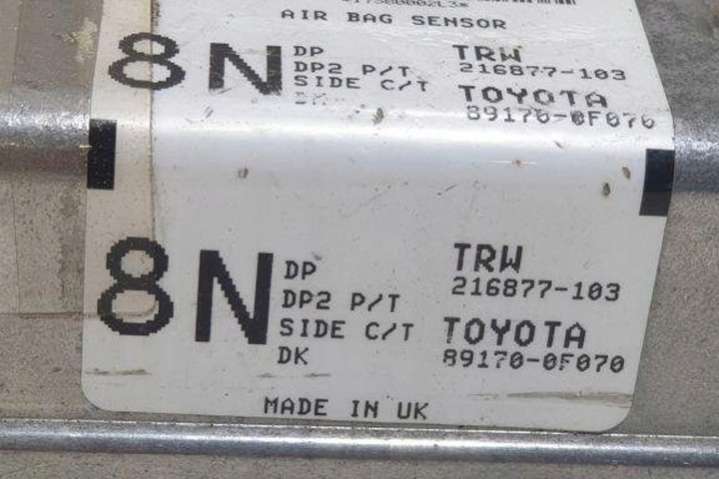 AIR BAG SENSOR
8N DP TRW
DP2 P/T 216877-103
SIDE C/T TOYOTA
DK 89170-0F070
8N DP TRW
DP2 P/T 216877-103
SIDE C/T TOYOTA
DK 89170-0F070
MADE IN UK